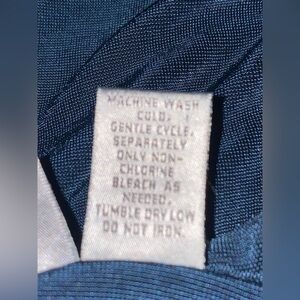 MACHINE WASH
COLD,
GENTLE CYCLE,
SEPARATELY
ONLY NON-
CHLORINE
BLEACH AS
NEEDED,
TUMBLE DRY LOW
DO NOT IRON.